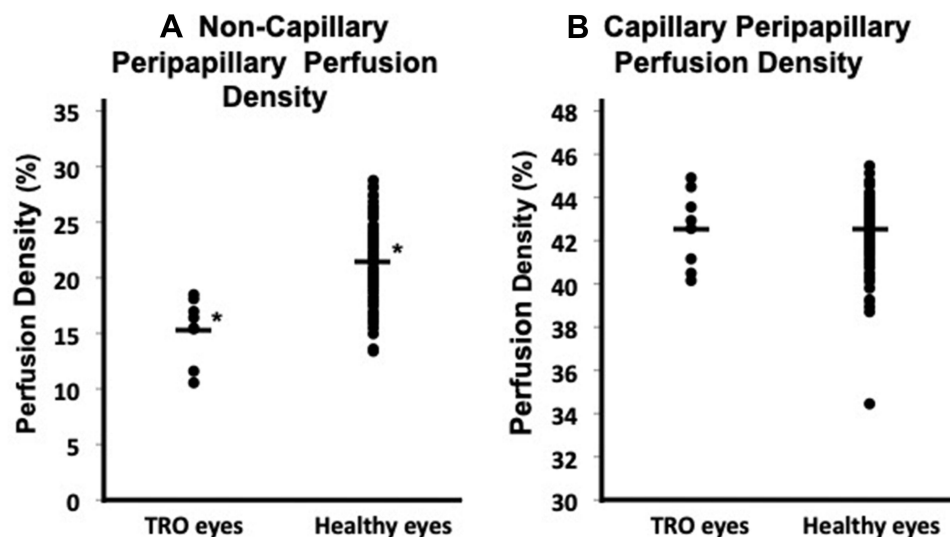 A Non-Capillary
Peripapillary Perfusion
Density
Perfusion Density (%)
35
30
25
20
15
10
5
0
*
*
TRO eyes Healthy eyes
B Capillary Peripapillary
Perfusion Density
Perfusion Density (%)
48
46
44
42
40
38
36
34
32
30
TRO eyes Healthy eyes